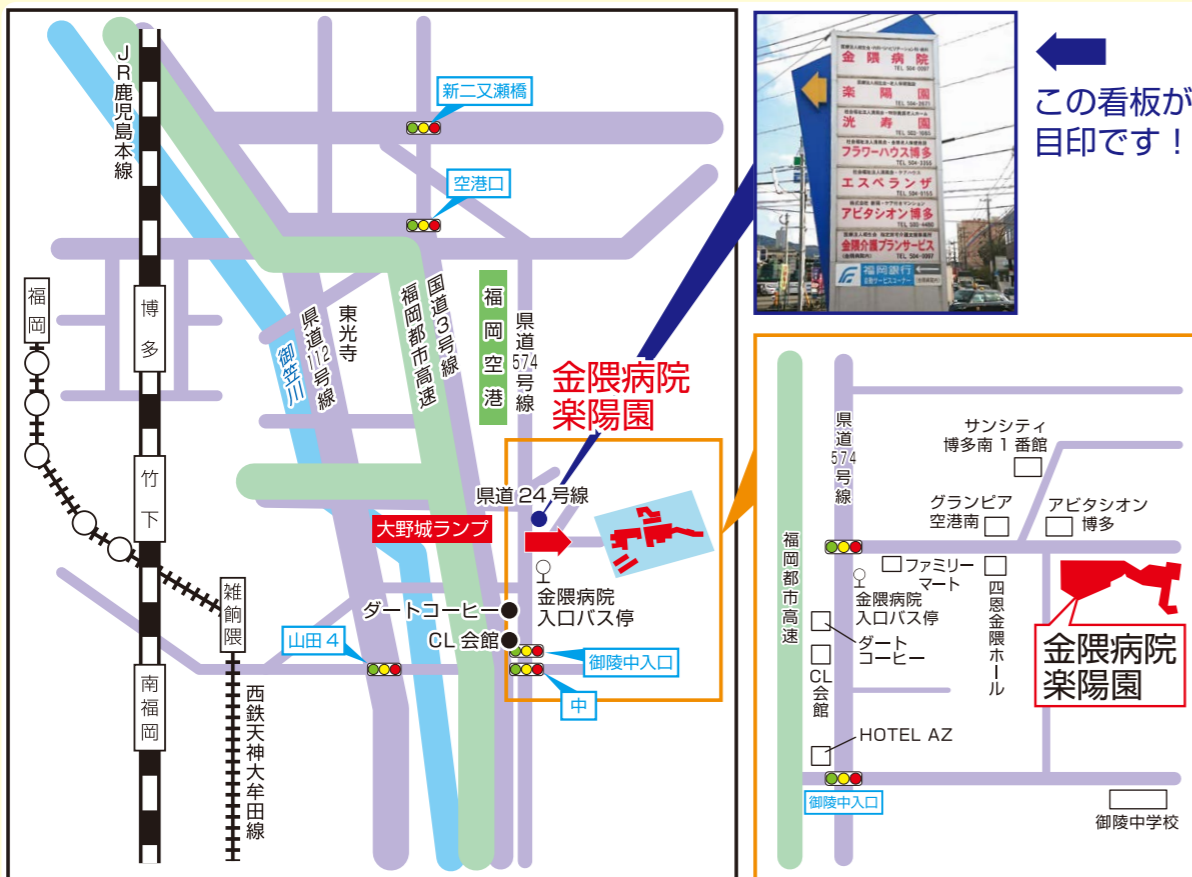 JR鹿児島本線
新二又瀬橋
空港口
福岡
博多
竹下
雑餉隈
南福岡
西鉄天神大牟田線
御笠川
県道112号線
東光寺
福岡都市高速
国道3号線
福岡空港
県道574号線
金隈病院
楽陽園
県道24号線
大野城ランプ
金隈病院
入口バス停
ダートコーヒー
CL会館
山田4
御陵中入口
中
金隈病院
楽陽園
洸寿園
フラワーハウス博多
エスペランザ
アビタシオン博多
金隈介護プランサービス
福岡銀行
この看板が
目印です！
県道574号線
サンシティ
博多南1番館
グランピア
空港南
アビタシオン
博多
福岡都市高速
ファミリー
マート
金隈病院
入口バス停
四恩金隈ホール
ダート
コーヒー
CL会館
金隈病院
楽陽園
HOTEL AZ
御陵中入口
御陵中学校